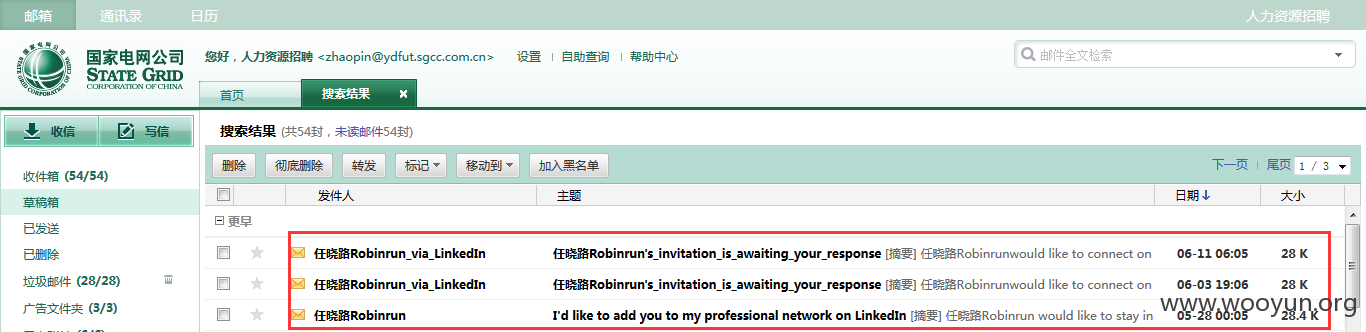 邮箱 通讯录 日历 人力资源招聘
国家电网公司
STATE GRID
CORPORATION OF CHINA
您好，人力资源招聘 <zhaopin@ydfut.sgcc.com.cn> 设置 自助查询 帮助中心
邮件全文检索
首页 搜索结果 ×
收信 写信
搜索结果 (共54封，未读邮件54封)
删除 彻底删除 转发 标记 移动到 加入黑名单 下一页 尾页 1 / 3
收件箱 (54/54)
草稿箱
已发送
已删除
垃圾邮件 (28/28)
广告文件夹 (3/3)
发件人 主题 日期 大小
更早
任晓路Robinrun_via_LinkedIn 任晓路Robinrun's_invitation_is_awaiting_your_response [摘要] 任晓路Robinrunwould like to connect on 06-11 06:05 28 K
任晓路Robinrun_via_LinkedIn 任晓路Robinrun's_invitation_is_awaiting_your_response [摘要] 任晓路Robinrunwould like to connect on 06-03 19:06 28 K
任晓路Robinrun I'd like to add you to my professional network on LinkedIn [摘要] 任晓路Robinrun would like to stay in 05-28 00:05 28.4 K
www.wooyun.org